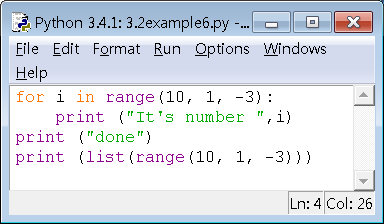 Python 3.4.1: 3.2example6.py -...
File Edit Format Run Options Windows
Help
for i in range(10, 1, -3):
    print ("It's number ",i)
print ("done")
print (list(range(10, 1, -3)))
Ln: 4 Col: 26